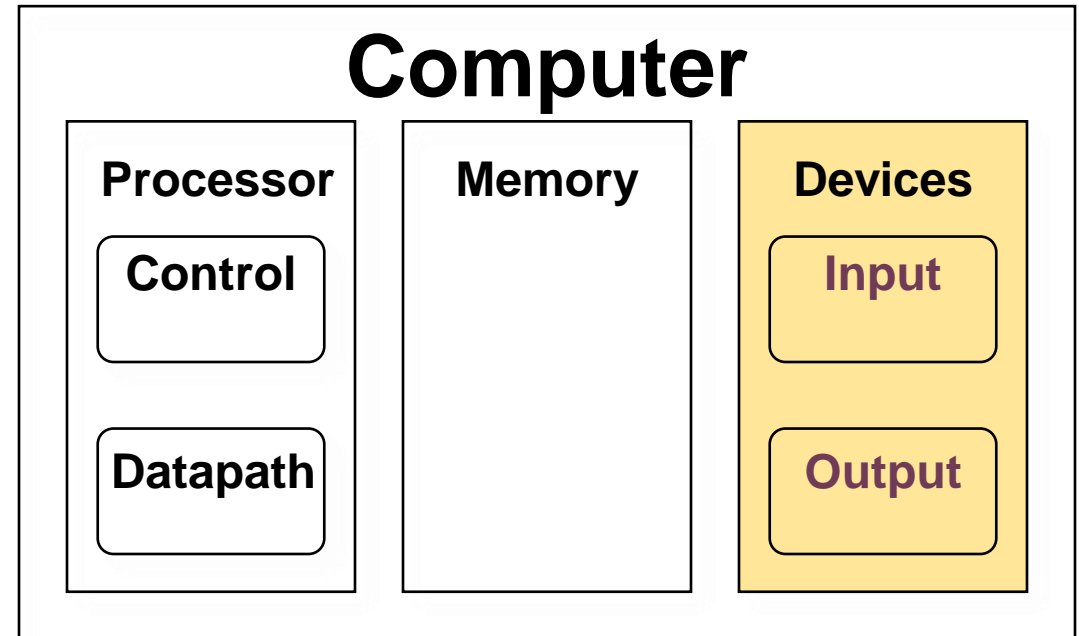 Computer
Processor
Control
Datapath
Memory
Devices
Input
Output